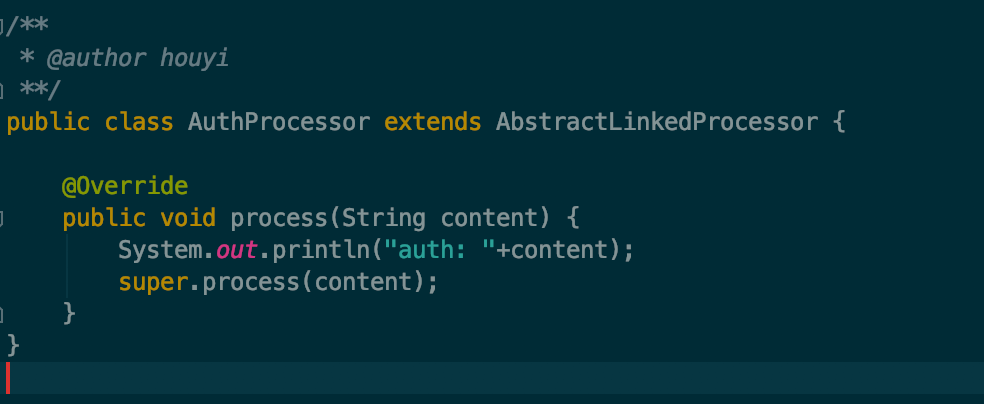 /**
 * @author houyi
 **/
public class AuthProcessor extends AbstractLinkedProcessor {
    @Override
    public void process(String content) {
        System.out.println("auth: "+content);
        super.process(content);
    }
}